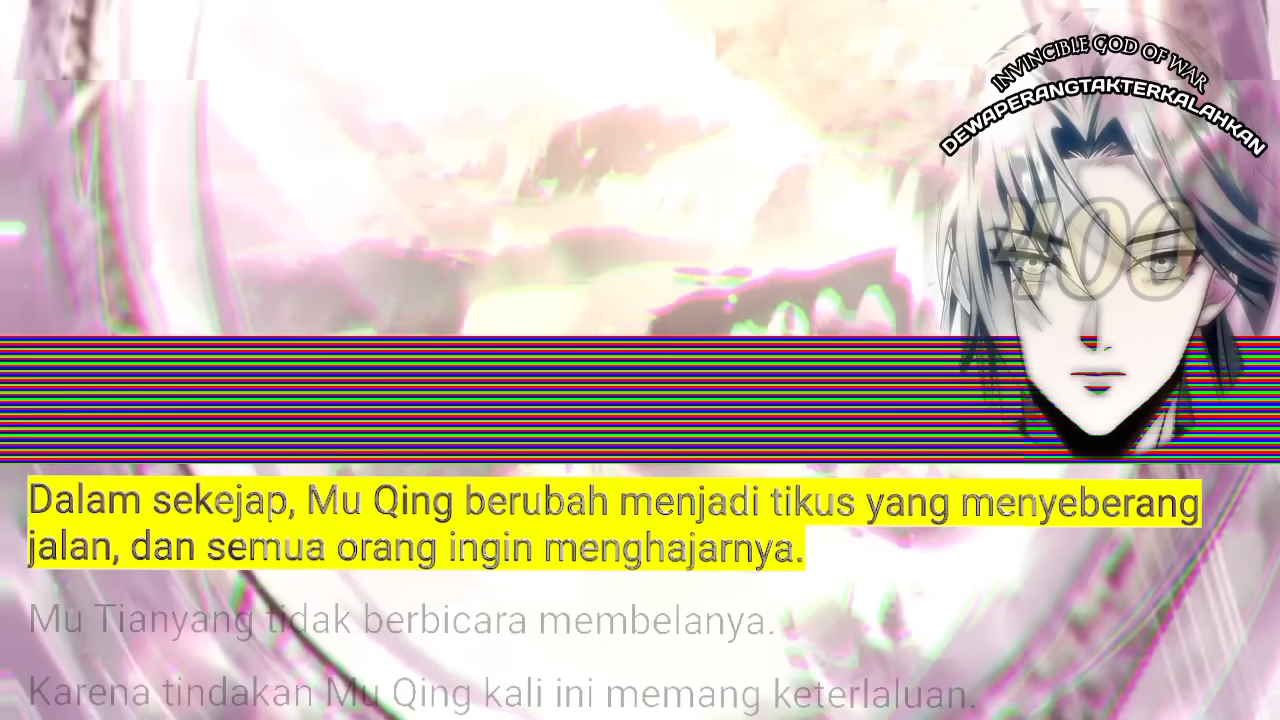 INVINCIBLE GOD OF WAR
DEWAPERANGTAKTERKALAHKAN
Dalam sekejap, Mu Qing berubah menjadi tikus yang menyeberang
jalan, dan semua orang ingin menghajarnya.
Mu Tianyang tidak berbicara membelanya.
Karena tindakan Mu Qing kali ini memang keterlaluan.